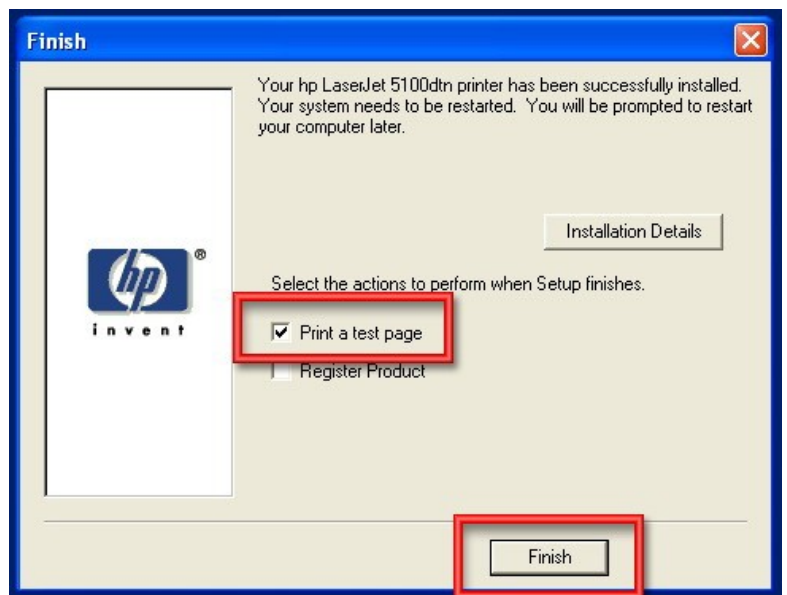 Finish
Your hp LaserJet 5100dtn printer has been successfully installed.
Your system needs to be restarted. You will be prompted to restart
your computer later.
Installation Details
hp ®
invent
Select the actions to perform when Setup finishes.
Print a test page
Register Product
Finish